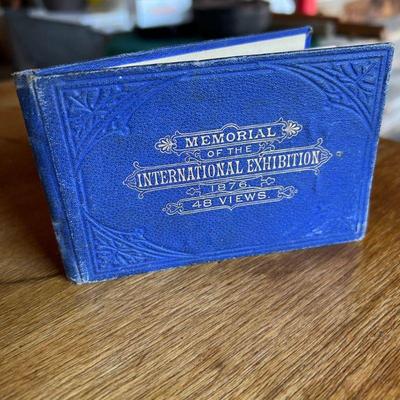 MEMORIAL
OF THE
INTERNATIONAL EXHIBITION
1876.
48 VIEWS.